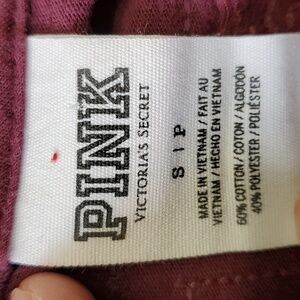 PINK
VICTORIA'S SECRET
S | P
MADE IN VIETNAM / FAIT AU
VIETNAM / HECHO EN VIETNAM
60% COTTON / COTON / ALGODÓN
40% POLYESTER / POLIÉSTER